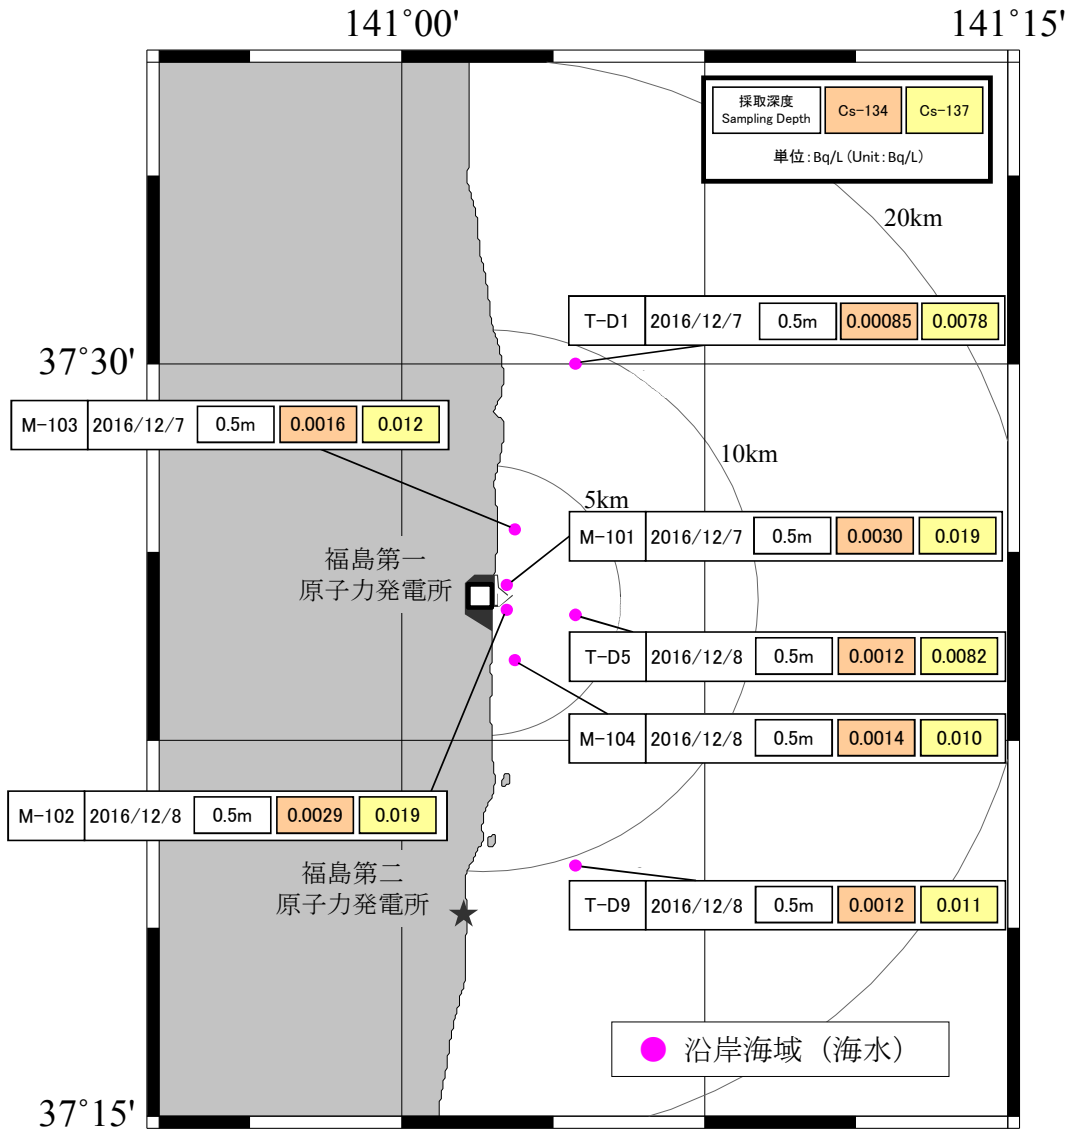 141°00'
141°15'
採取深度
Sampling Depth
Cs-134
Cs-137
単位:Bq/L (Unit:Bq/L)
20km
T-D1 2016/12/7 0.5m 0.00085 0.0078
37°30'
M-103 2016/12/7 0.5m 0.0016 0.012
10km
5km
M-101 2016/12/7 0.5m 0.0030 0.019
福島第一
原子力発電所
T-D5 2016/12/8 0.5m 0.0012 0.0082
M-104 2016/12/8 0.5m 0.0014 0.010
M-102 2016/12/8 0.5m 0.0029 0.019
福島第二
原子力発電所
T-D9 2016/12/8 0.5m 0.0012 0.011
沿岸海域（海水）
37°15'